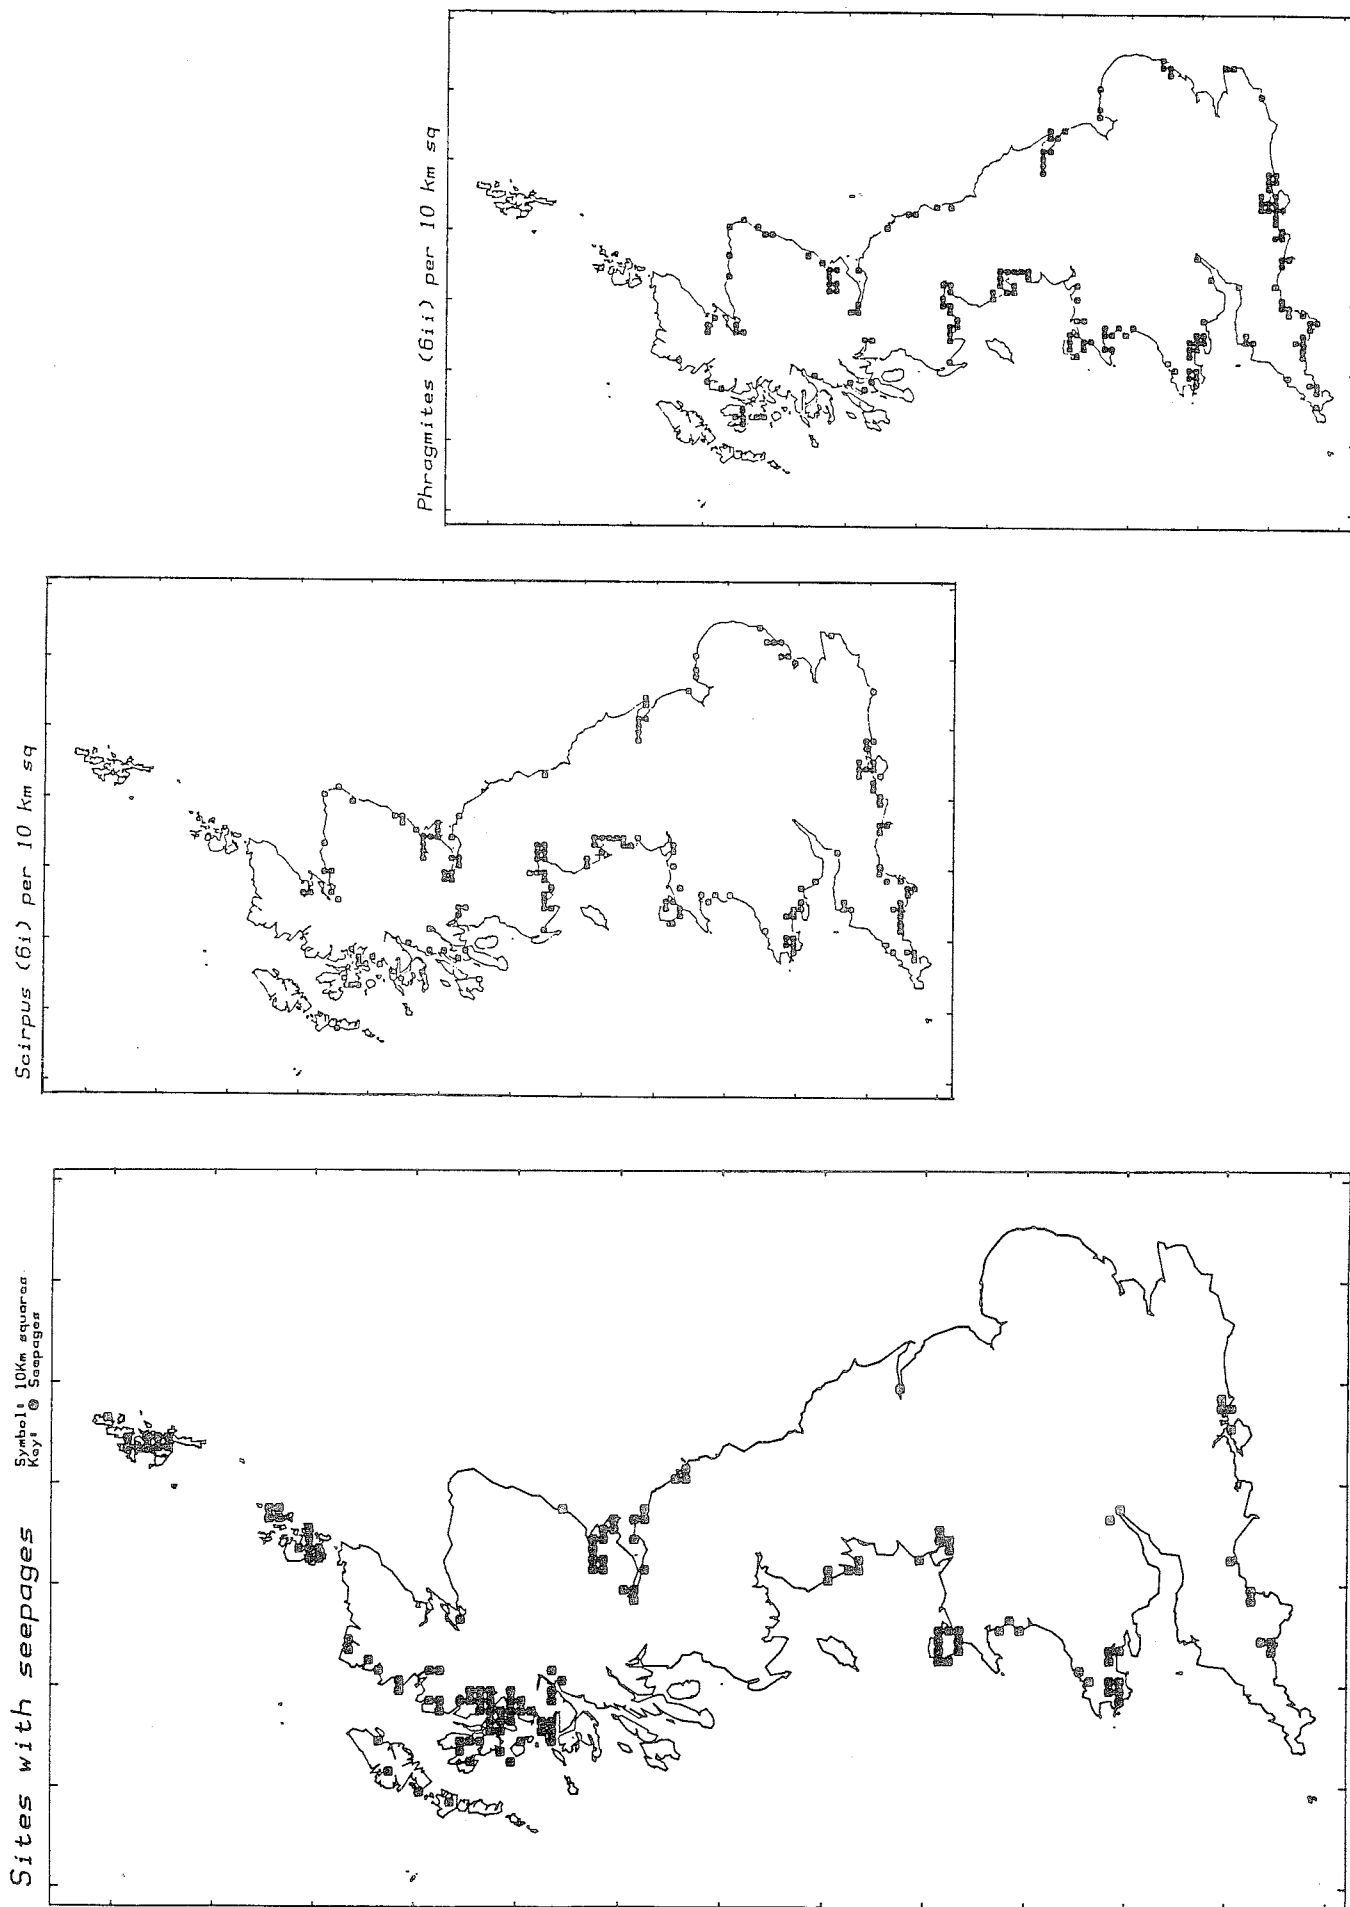 Sites with seepages
Symbol: 10Km squares
Key: Seepages
Scirpus (6i) per 10 km sq
Phragmites (6ii) per 10 km sq